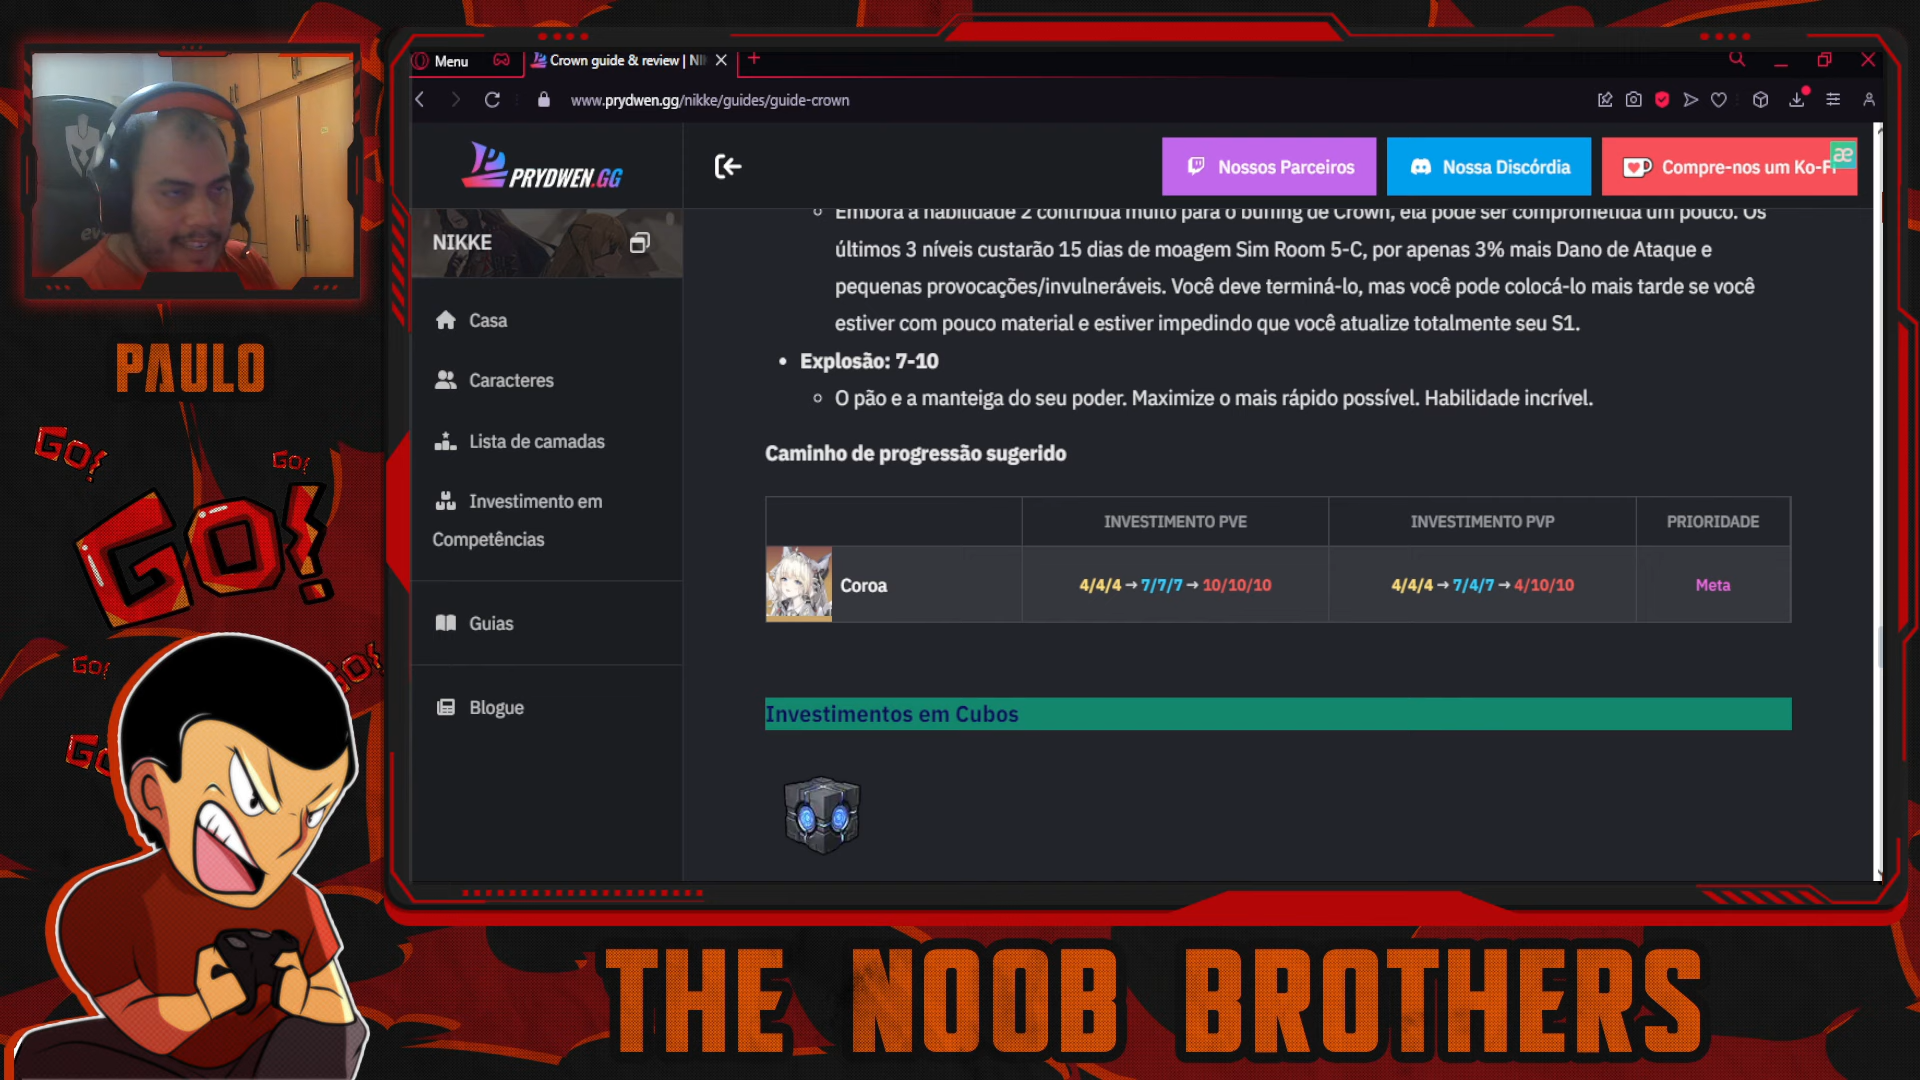 PAULO
GO!
GO!
GO!
GO!
GO!
Menu
Crown guide & review | NI
www.prydwen.gg/nikke/guides/guide-crown
PRYDWEN.GG
Nossos Parceiros
Nossa Discórdia
Compre-nos um Ko-Fi
æ
NIKKE
Casa
Caracteres
Lista de camadas
Investimento em
Competências
Guias
Blogue
Embora a habilidade 2 contribua muito para o buffing de Crown, ela pode ser comprometida um pouco. Os
últimos 3 níveis custarão 15 dias de moagem Sim Room 5-C, por apenas 3% mais Dano de Ataque e
pequenas provocações/invulneráveis. Você deve terminá-lo, mas você pode colocá-lo mais tarde se você
estiver com pouco material e estiver impedindo que você atualize totalmente seu S1.
Explosão: 7-10
O pão e a manteiga do seu poder. Maximize o mais rápido possível. Habilidade incrível.
Caminho de progressão sugerido
INVESTIMENTO PVE INVESTIMENTO PVP PRIORIDADE
Coroa 4/4/4 → 7/7/7 → 10/10/10 4/4/4 → 7/4/7 → 4/10/10 Meta
Investimentos em Cubos
THE NOOB BROTHERS